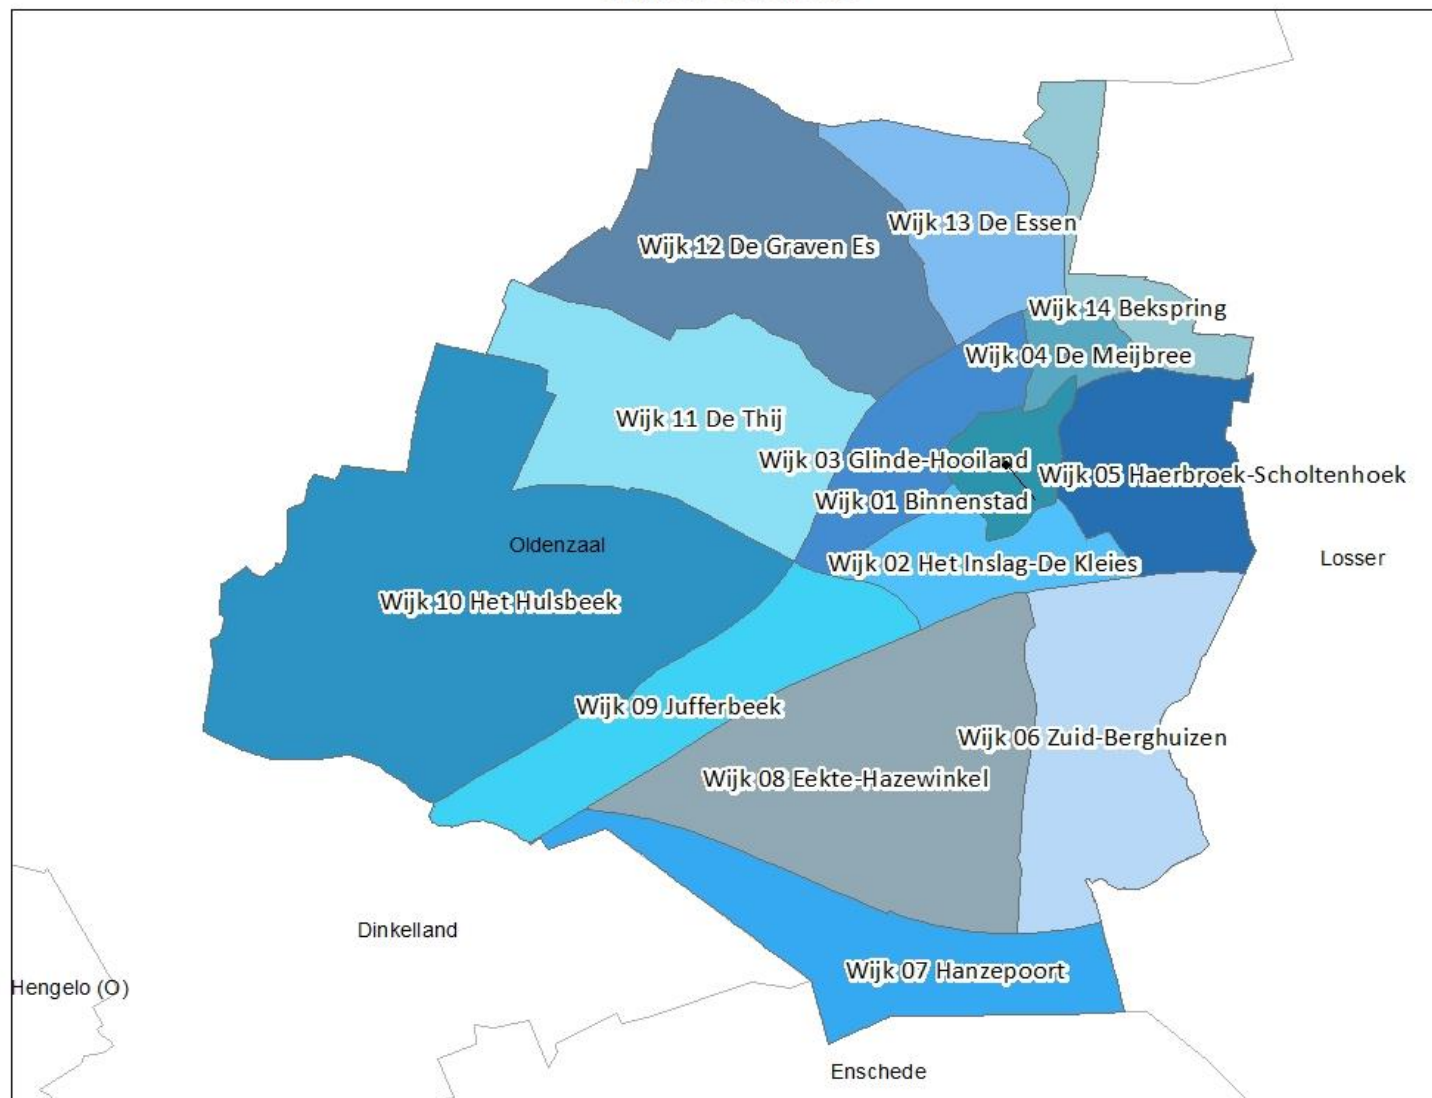 Wijk 13 De Essen
Wijk 12 De Graven Es
Wijk 14 Bekspring
Wijk 04 De Meijbree
Wijk 11 De Thij
Wijk 03 Glinde-Hooiland
Wijk 05 Haerbroek-Scholtenhoek
Wijk 01 Binnenstad
Oldenzaal
Losser
Wijk 02 Het Inslag-De Kleies
Wijk 10 Het Hulsbeek
Wijk 09 Jufferbeek
Wijk 06 Zuid-Berghuizen
Wijk 08 Eekte-Hazewinkel
Dinkelland
Wijk 07 Hanzepoort
Hengelo (O)
Enschede